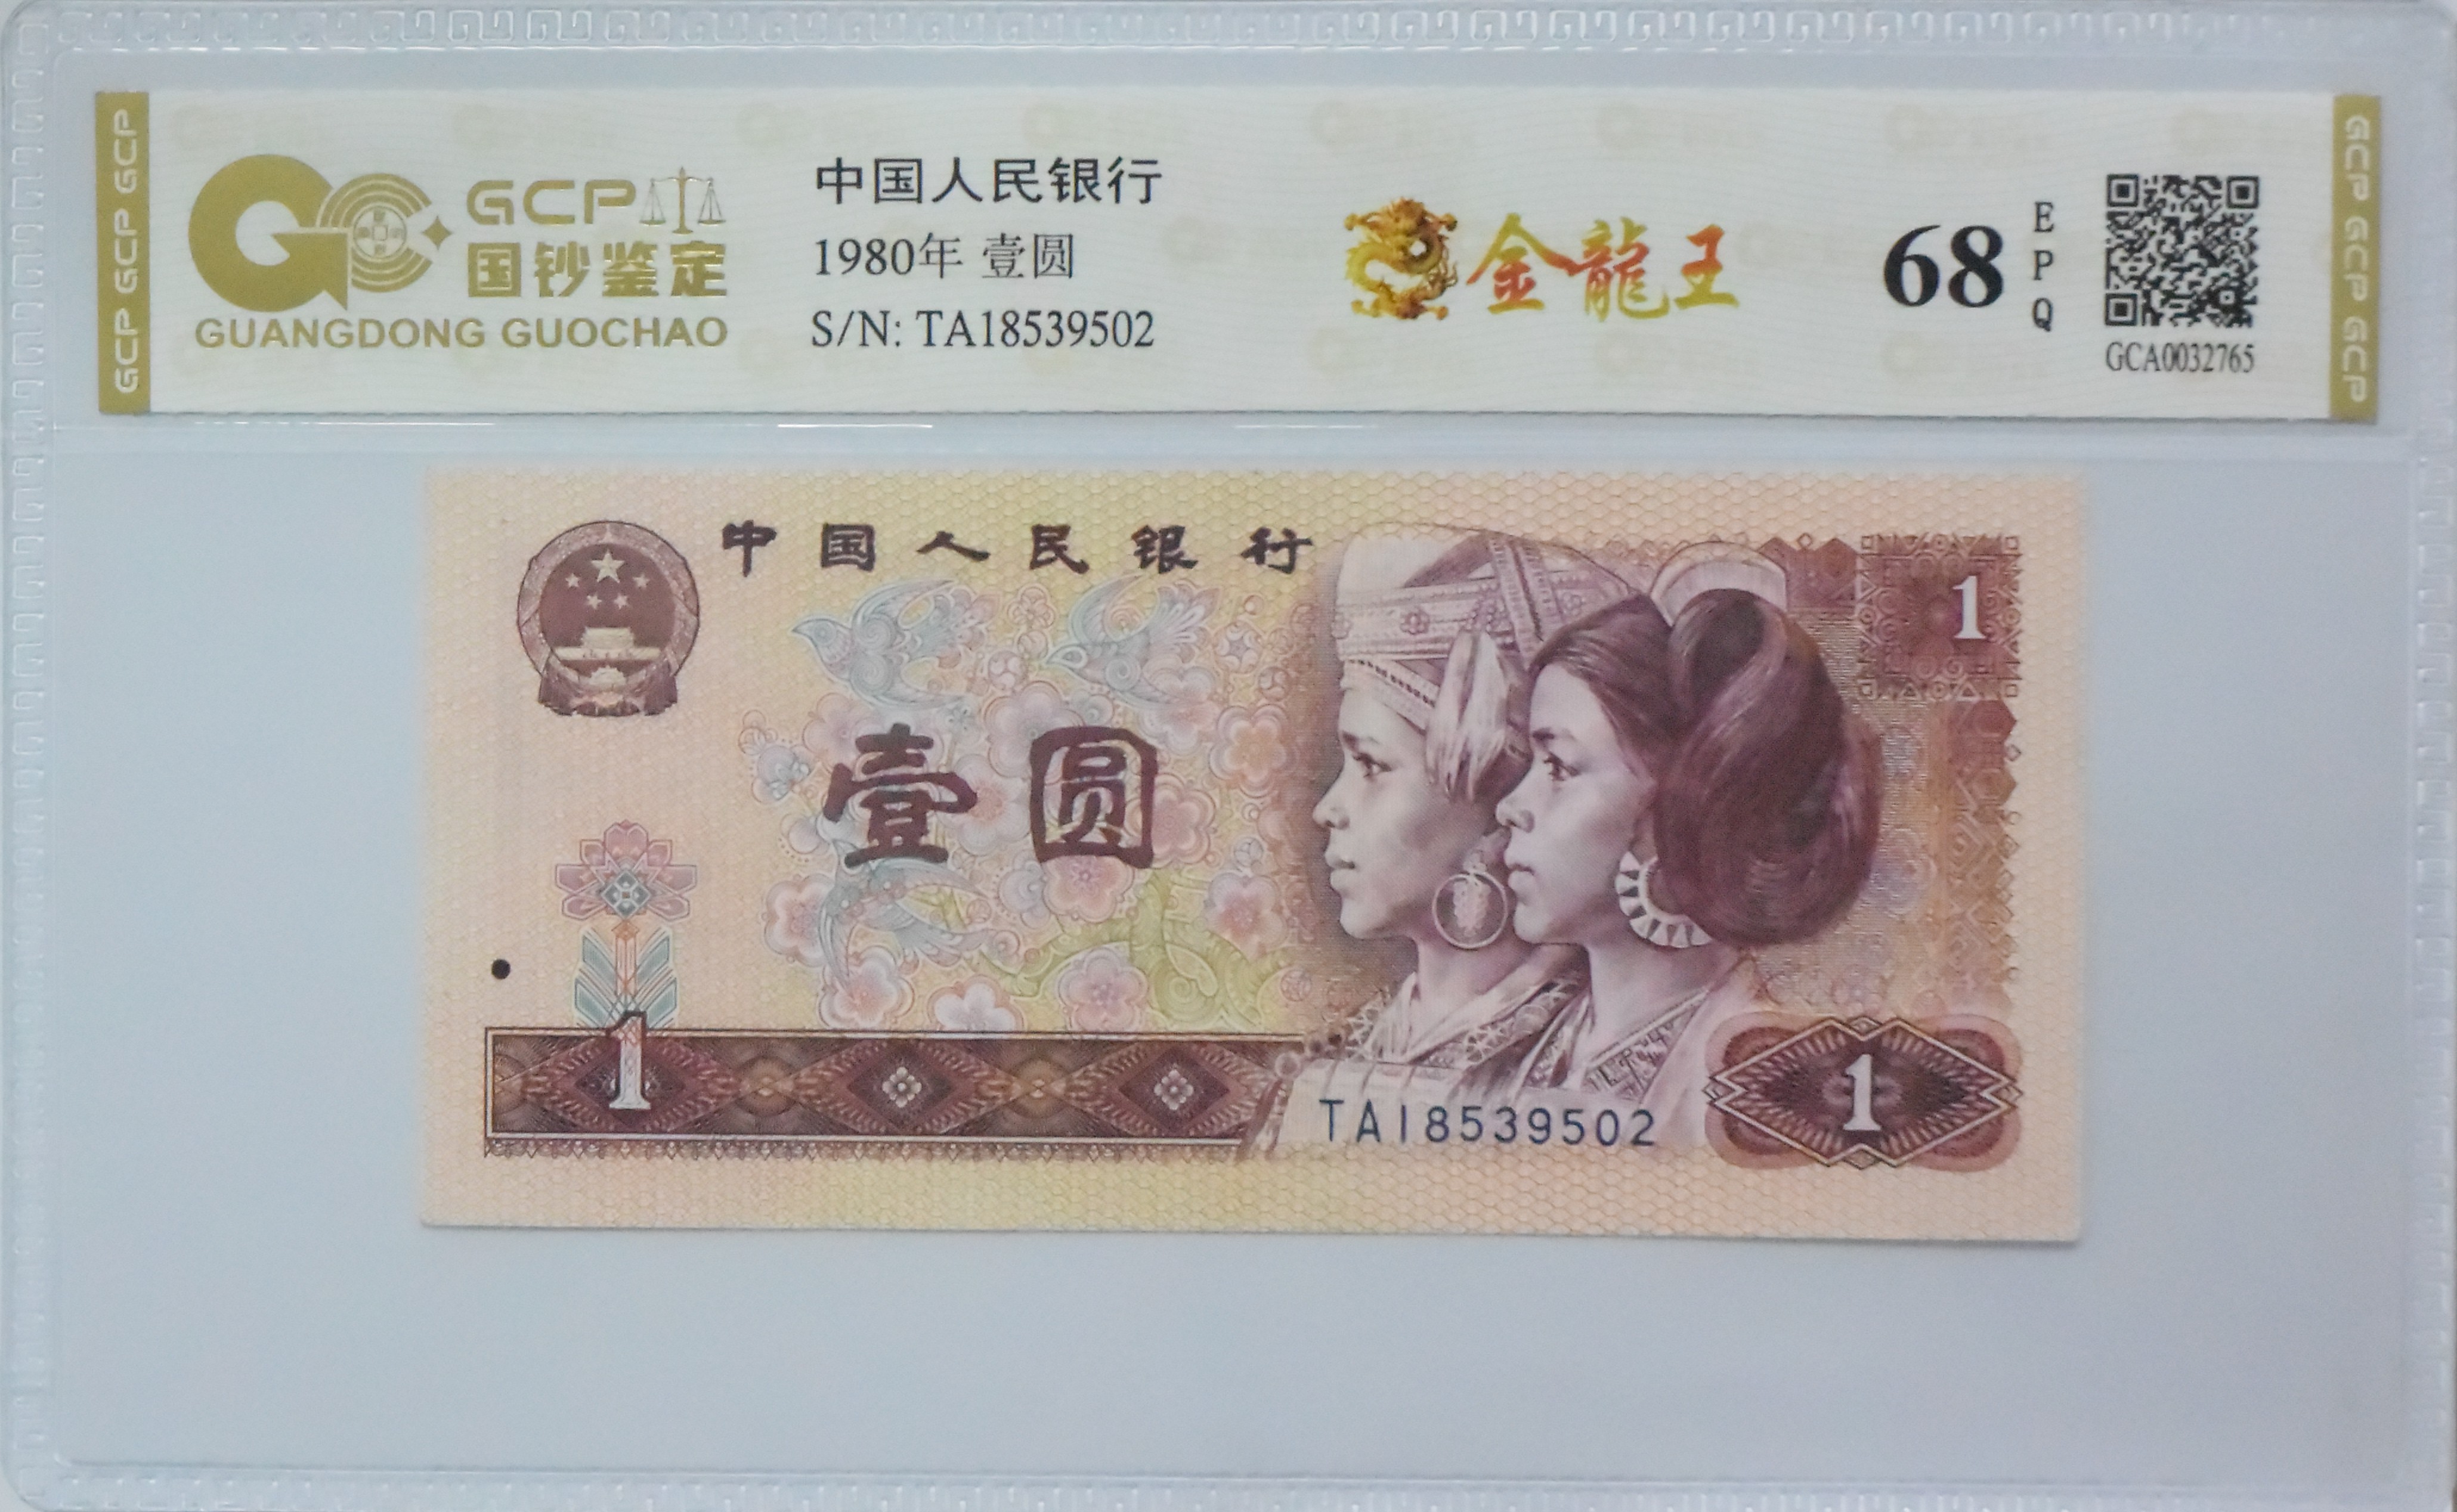 GCP GCP GCP
GCP
国钞鉴定
GUANGDONG GUOCHAO
中国人民银行
1980年 壹圆
S/N: TA18539502
金龍王
68
E
P
Q
GCA0032765
GCP GCP GCP
中国人民银行
1
壹圆
1
1
TA18539502